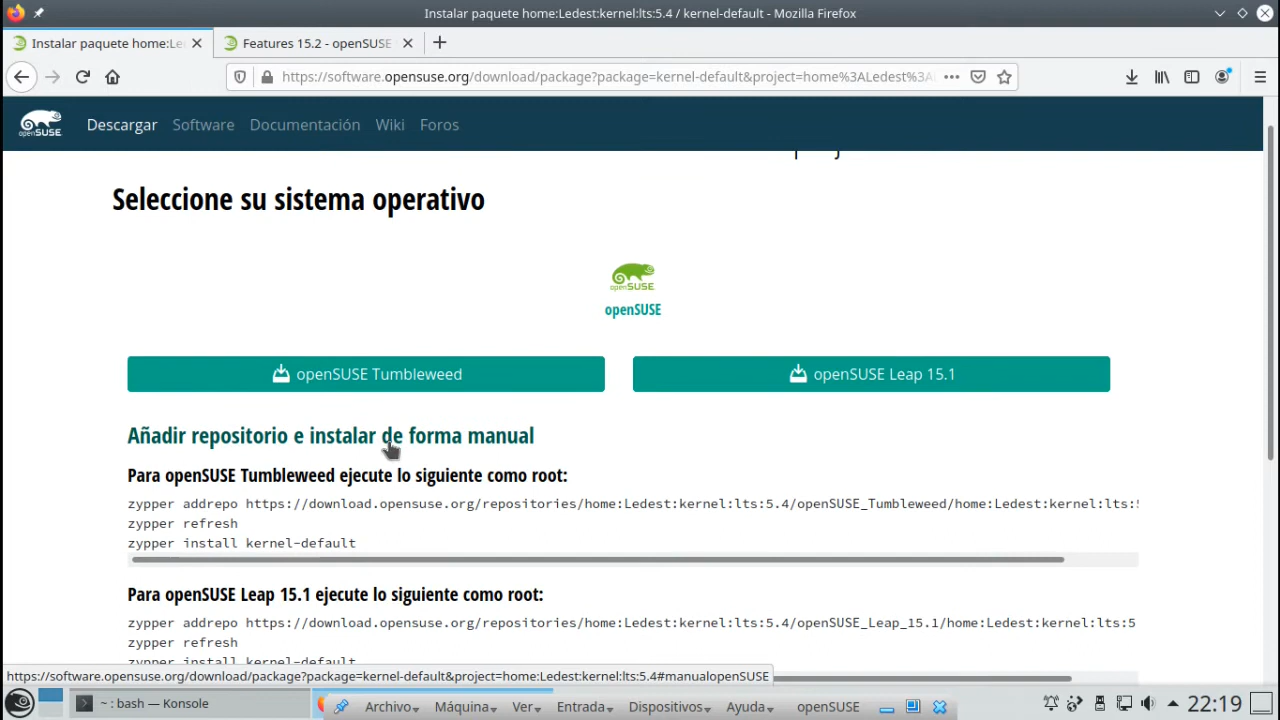 Instalar paquete home:Ledest:kernel:lts:5.4 / kernel-default - Mozilla Firefox
Instalar paquete home:Le
Features 15.2 - openSUSE
https://software.opensuse.org/download/package?package=kernel-default&project=home%3ALedest%3A
openSUSE
Descargar Software Documentación Wiki Foros
Seleccione su sistema operativo
openSUSE
openSUSE
openSUSE Tumbleweed
openSUSE Leap 15.1
Añadir repositorio e instalar de forma manual
Para openSUSE Tumbleweed ejecute lo siguiente como root:
zypper addrepo https://download.opensuse.org/repositories/home:Ledest:kernel:lts:5.4/openSUSE_Tumbleweed/home:Ledest:kernel:lts:5
zypper refresh
zypper install kernel-default
Para openSUSE Leap 15.1 ejecute lo siguiente como root:
zypper addrepo https://download.opensuse.org/repositories/home:Ledest:kernel:lts:5.4/openSUSE_Leap_15.1/home:Ledest:kernel:lts:5
zypper refresh
zypper install kernel-default
https://software.opensuse.org/download/package?package=kernel-default&project=home:Ledest:kernel:lts:5.4#manualopenSUSE
~ : bash — Konsole
Archivo Máquina Ver Entrada Dispositivos Ayuda openSUSE
22:19